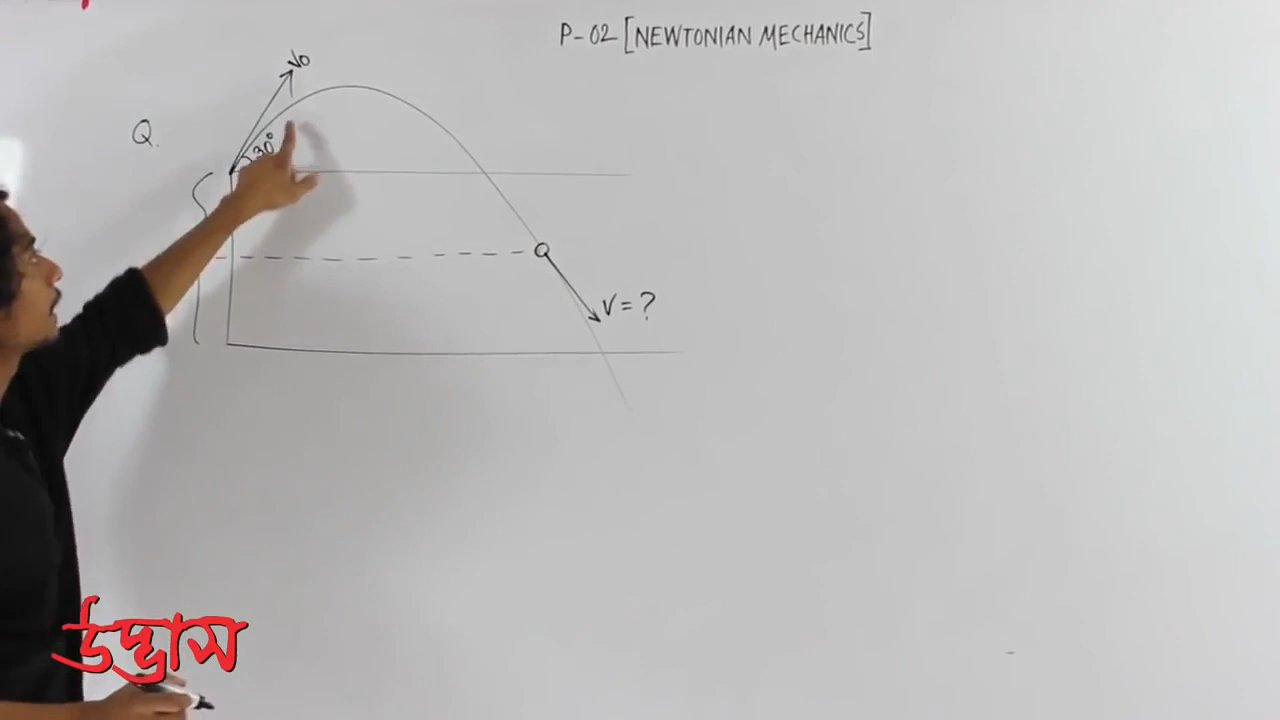 P-02 [NEWTONIAN MECHANICS]
V0
Q.
30°
V = ?
উদ্ভাস